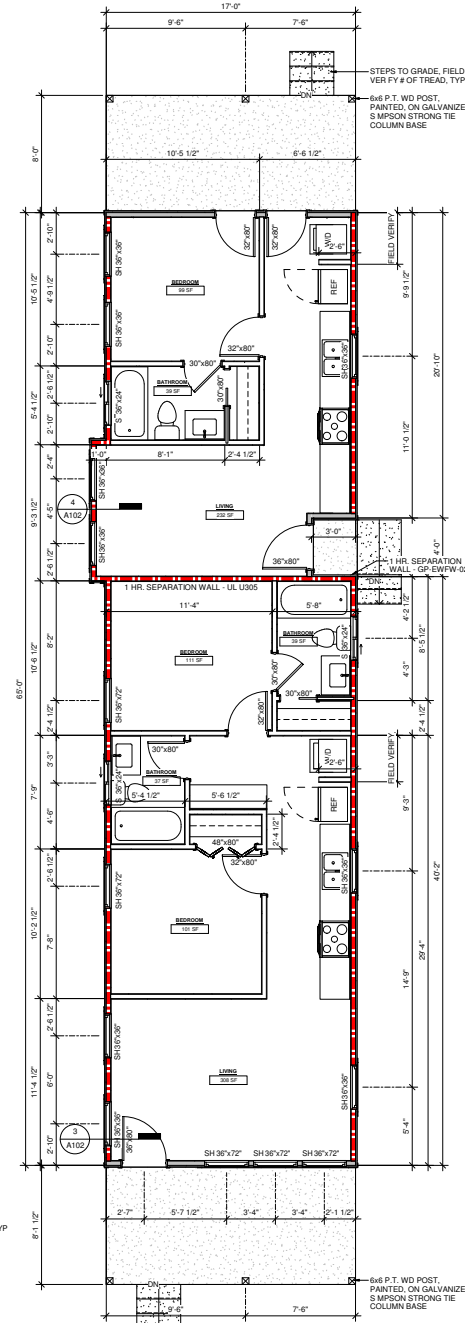 17'-0"
9'-6"
7'-6"
STEPS TO GRADE, FIELD
VER FY # OF TREAD, TYP
DN
6x6 P.T. WD POST,
PAINTED, ON GALVANIZE
S MPSON STRONG TIE
COLUMN BASE
8'-0"
10'-5 1/2"
6'-6 1/2"
32"x80"
32"x80"
W/D
2'-6"
FIELD VERIFY
2'-10"
SH 36"x36"
BEDROOM
99 SF
REF
9'-9 1/2"
10'-5 1/2"
4'-9 1/2"
20'-10"
SH 36"x36"
32"x80"
SH 36"x36"
2'-10"
30"x80"
BATHROOM
39 SF
30"x80"
5'-4 1/2"
2'-6 1/2"
S 36"x24"
2'-10"
11'-0 1/2"
1'-0"
8'-1"
2'-4 1/2"
2'-4"
SH 36"x36"
4
A102
LIVING
232 SF
9'-3 1/2"
4'-5"
SH 36"x36"
36"x80"
3'-0"
4'-0"
2'-6 1/2"
1 HR. SEPARATION
WALL - GP-EWFW-02
DN
1 HR. SEPARATION WALL - UL U305
11'-4"
5'-8"
4'-2 1/2"
8'-2"
BATHROOM
39 SF
S 36"x24"
8'-5 1/2"
10'-6 1/2"
BEDROOM
111 SF
30"x80"
4'-3"
65'-0"
30"x80"
SH 36"x72"
32"x80"
2'-4 1/2"
2'-4 1/2"
30"x80"
W/D
2'-6"
FIELD VERIFY
3'-3"
BATHROOM
37 SF
S 36"x24"
5'-4 1/2"
5'-6 1/2"
REF
9'-3"
7'-9"
4'-6"
2'-4 1/2"
48"x80"
32"x80"
SH 36"x36"
40'-2"
2'-6 1/2"
SH 36"x72"
BEDROOM
101 SF
10'-2 1/2"
7'-8"
29'-4"
14'-9"
2'-6 1/2"
SH 36"x36"
LIVING
308 SF
SH 36"x36"
11'-4 1/2"
6'-0"
SH 36"x36"
36"x80"
3
A102
5'-4"
2'-10"
SH 36"x72"
SH 36"x72"
SH 36"x72"
2'-7"
5'-7 1/2"
3'-4"
3'-4"
2'-1 1/2"
YP
8'-1 1/2"
DN
6x6 P.T. WD POST,
PAINTED, ON GALVANIZE
S MPSON STRONG TIE
COLUMN BASE
9'-6"
7'-6"